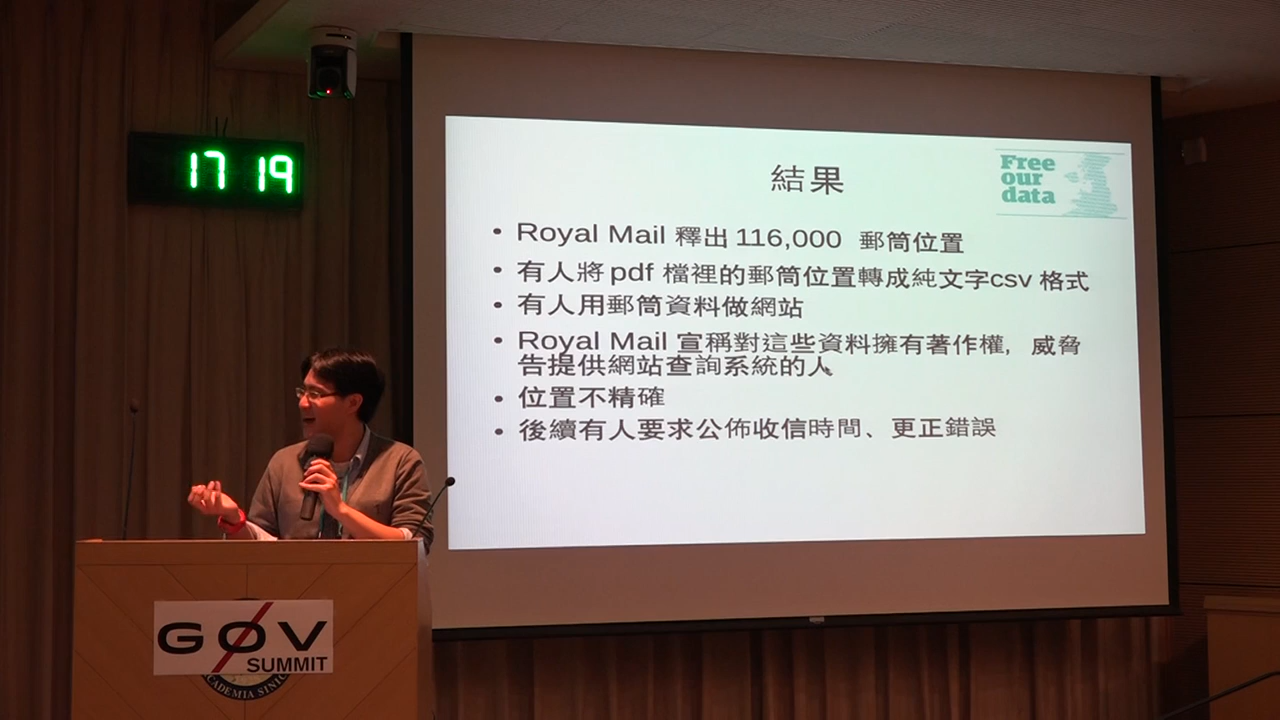 17 19
Free
our
data
結果
• Royal Mail 釋出 116,000 郵筒位置
• 有人將 pdf 檔裡的郵筒位置轉成純文字csv 格式
• 有人用郵筒資料做網站
• Royal Mail 宣稱對這些資料擁有著作權, 威脅
告提供網站查詢系統的人
• 位置不精確
• 後續有人要求公佈收信時間、更正錯誤
GØV
SUMMIT
ACADEMIA SINICA